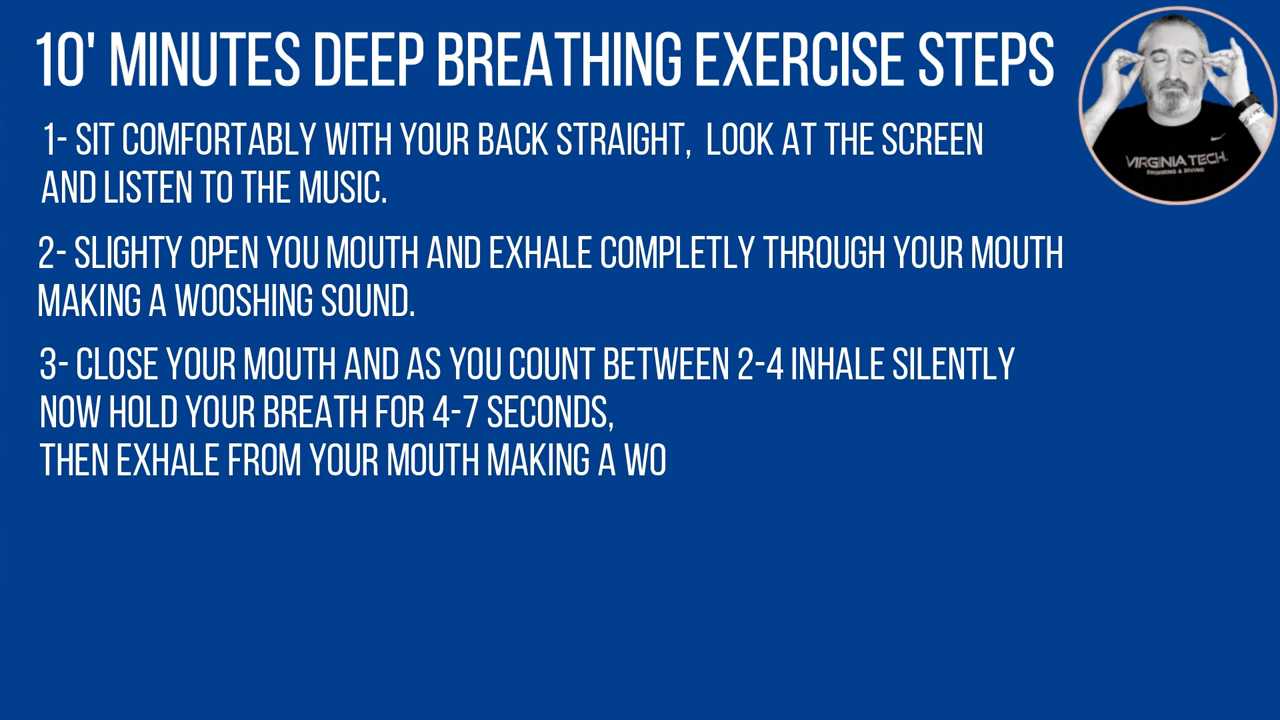 10' MINUTES DEEP BREATHING EXERCISE STEPS
1- SIT COMFORTABLY WITH YOUR BACK STRAIGHT, LOOK AT THE SCREEN
AND LISTEN TO THE MUSIC.
2- SLIGHTY OPEN YOU MOUTH AND EXHALE COMPLETLY THROUGH YOUR MOUTH
MAKING A WOOSHING SOUND.
3- CLOSE YOUR MOUTH AND AS YOU COUNT BETWEEN 2-4 INHALE SILENTLY
NOW HOLD YOUR BREATH FOR 4-7 SECONDS,
THEN EXHALE FROM YOUR MOUTH MAKING A WO
VIRGINIA TECH.
SWIMMING & DIVING